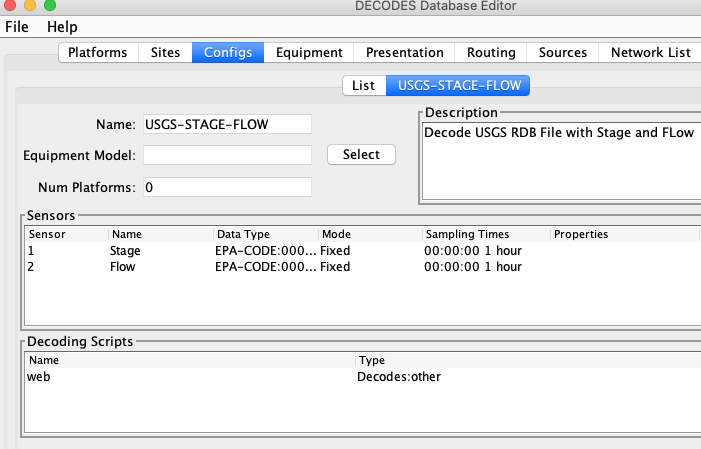 DECODES Database Editor
File Help
Platforms Sites Configs Equipment Presentation Routing Sources Network List
List USGS-STAGE-FLOW
Name: USGS-STAGE-FLOW
Equipment Model: Select
Num Platforms: 0
Description
Decode USGS RDB File with Stage and FLow
Sensors
Sensor Name Data Type Mode Sampling Times Properties
1 Stage EPA-CODE:000... Fixed 00:00:00 1 hour
2 Flow EPA-CODE:000... Fixed 00:00:00 1 hour
Decoding Scripts
Name Type
web Decodes:other